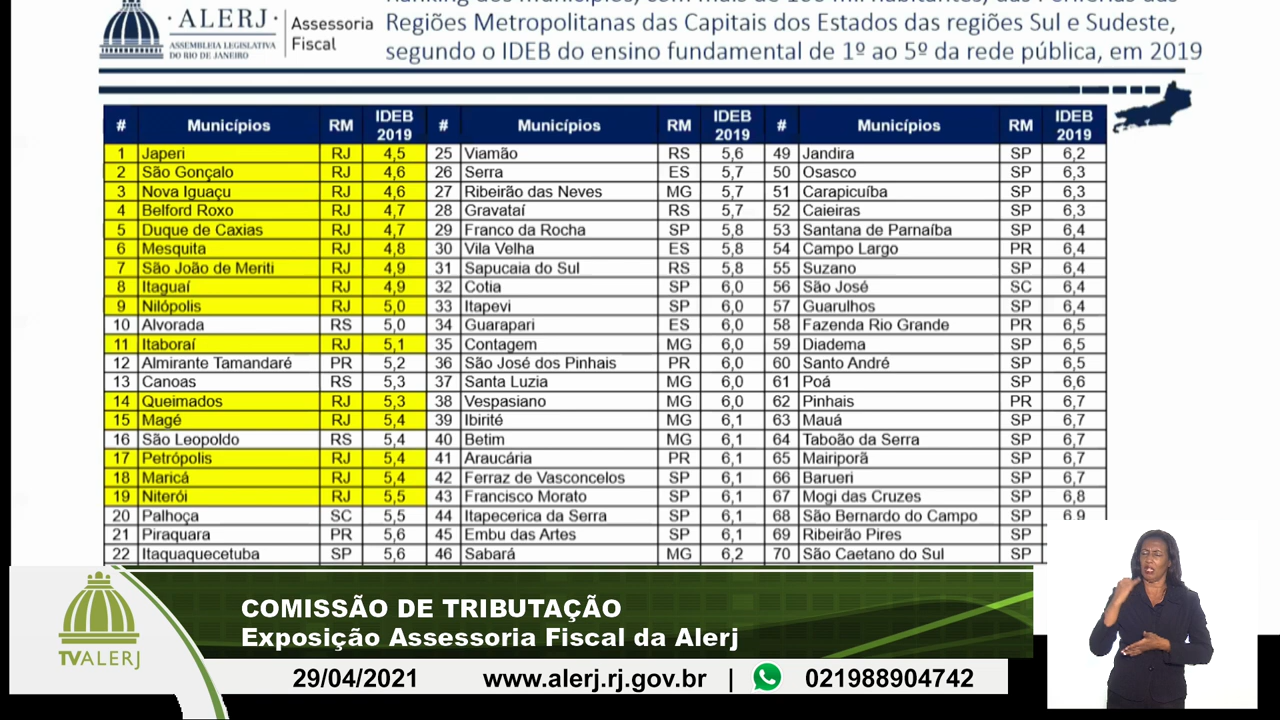 Ranking dos municípios, com mais de 100 mil habitantes, das Periferias das
Regiões Metropolitanas das Capitais dos Estados das regiões Sul e Sudeste,
segundo o IDEB do ensino fundamental de 1º ao 5º da rede pública, em 2019
·ALERJ·
ASSEMBLEIA LEGISLATIVA
DO RIO DE JANEIRO
Assessoria
Fiscal
# Municípios RM IDEB 2019 # Municípios RM IDEB 2019 # Municípios RM IDEB 2019
1 Japeri RJ 4,5 25 Viamão RS 5,6 49 Jandira SP 6,2
2 São Gonçalo RJ 4,6 26 Serra ES 5,7 50 Osasco SP 6,3
3 Nova Iguaçu RJ 4,6 27 Ribeirão das Neves MG 5,7 51 Carapicuíba SP 6,3
4 Belford Roxo RJ 4,7 28 Gravataí RS 5,7 52 Caieiras SP 6,3
5 Duque de Caxias RJ 4,7 29 Franco da Rocha SP 5,8 53 Santana de Parnaíba SP 6,4
6 Mesquita RJ 4,8 30 Vila Velha ES 5,8 54 Campo Largo PR 6,4
7 São João de Meriti RJ 4,9 31 Sapucaia do Sul RS 5,8 55 Suzano SP 6,4
8 Itaguaí RJ 4,9 32 Cotia SP 6,0 56 São José SC 6,4
9 Nilópolis RJ 5,0 33 Itapevi SP 6,0 57 Guarulhos SP 6,4
10 Alvorada RS 5,0 34 Guarapari ES 6,0 58 Fazenda Rio Grande PR 6,5
11 Itaboraí RJ 5,1 35 Contagem MG 6,0 59 Diadema SP 6,5
12 Almirante Tamandaré PR 5,2 36 São José dos Pinhais PR 6,0 60 Santo André SP 6,5
13 Canoas RS 5,3 37 Santa Luzia MG 6,0 61 Poá SP 6,6
14 Queimados RJ 5,3 38 Vespasiano MG 6,0 62 Pinhais PR 6,7
15 Magé RJ 5,4 39 Ibirité MG 6,1 63 Mauá SP 6,7
16 São Leopoldo RS 5,4 40 Betim MG 6,1 64 Taboão da Serra SP 6,7
17 Petrópolis RJ 5,4 41 Araucária PR 6,1 65 Mairiporã SP 6,7
18 Maricá RJ 5,4 42 Ferraz de Vasconcelos SP 6,1 66 Barueri SP 6,7
19 Niterói RJ 5,5 43 Francisco Morato SP 6,1 67 Mogi das Cruzes SP 6,8
20 Palhoça SC 5,5 44 Itapecerica da Serra SP 6,1 68 São Bernardo do Campo SP 6,9
21 Piraquara PR 5,6 45 Embu das Artes SP 6,1 69 Ribeirão Pires SP
22 Itaquaquecetuba SP 5,6 46 Sabará MG 6,2 70 São Caetano do Sul SP
COMISSÃO DE TRIBUTAÇÃO
Exposição Assessoria Fiscal da Alerj
TVALERJ
29/04/2021 www.alerj.rj.gov.br | 021988904742